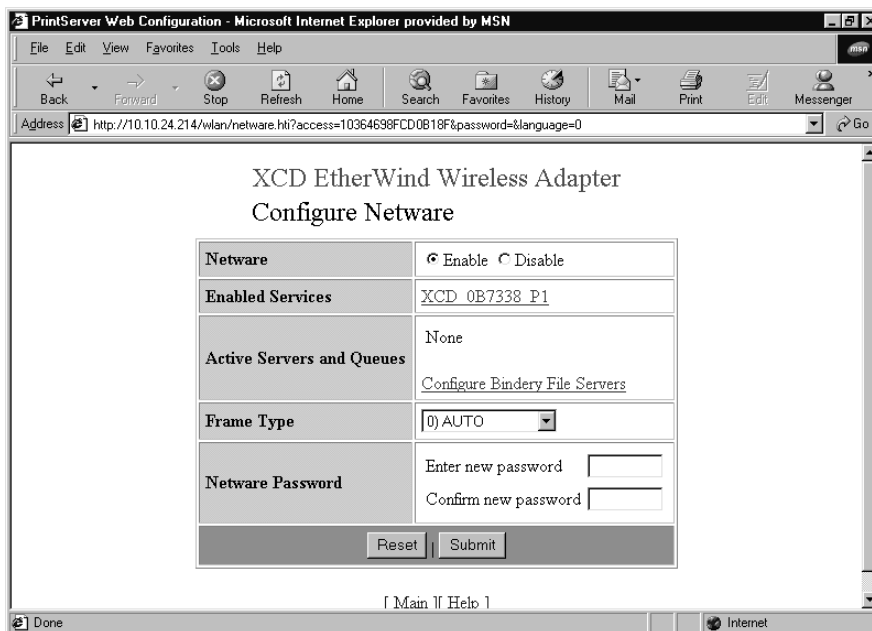 PrintServer Web Configuration - Microsoft Internet Explorer provided by MSN
File Edit View Favorites Tools Help
msn
Back Forward Stop Refresh Home Search Favorites History Mail Print Edit Messenger
Address http://10.10.24.214/wlan/netware.hti?access=10364698FCD0B18F&password=&language=0 Go
XCD EtherWind Wireless Adapter
Configure Netware
Netware Enable Disable
Enabled Services XCD_0B7338_P1
Active Servers and Queues None
Configure Bindery File Servers
Frame Type 0) AUTO
Netware Password Enter new password
Confirm new password
Reset | Submit
[ Main ][ Help ]
Done Internet